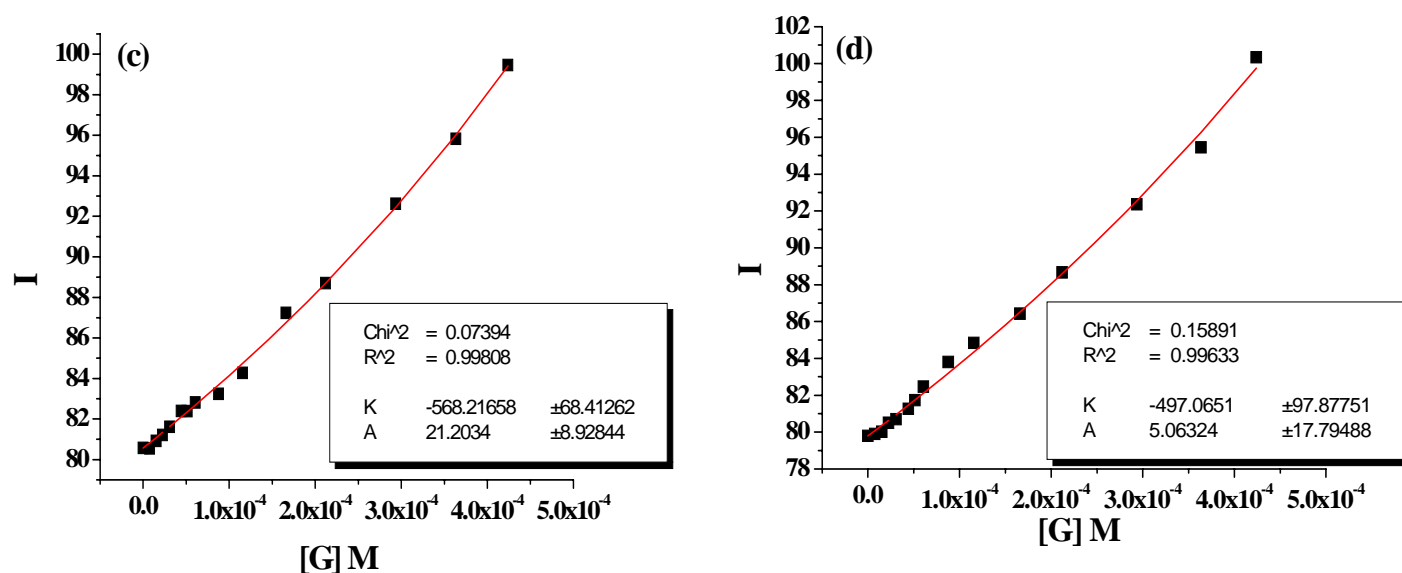 (c)
I
100
98
96
94
92
90
88
86
84
82
80
Chi^2 = 0.07394
R^2 = 0.99808
K -568.21658 ±68.41262
A 21.2034 ±8.92844
0.0 1.0x10⁻⁴ 2.0x10⁻⁴ 3.0x10⁻⁴ 4.0x10⁻⁴ 5.0x10⁻⁴
[G] M
(d)
I
102
100
98
96
94
92
90
88
86
84
82
80
78
Chi^2 = 0.15891
R^2 = 0.99633
K -497.0651 ±97.87751
A 5.06324 ±17.79488
0.0 1.0x10⁻⁴ 2.0x10⁻⁴ 3.0x10⁻⁴ 4.0x10⁻⁴ 5.0x10⁻⁴
[G] M